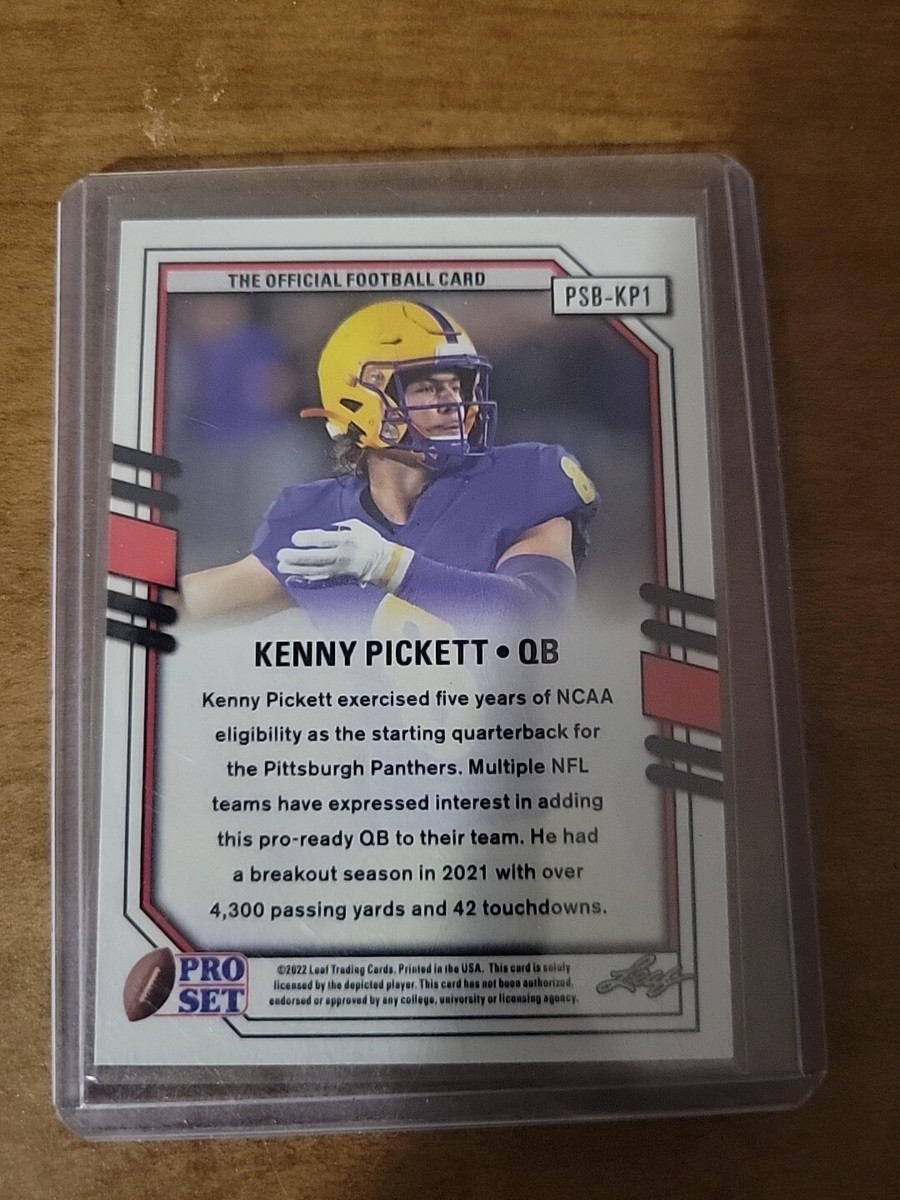 THE OFFICIAL FOOTBALL CARD
PSB-KP1
8
8
KENNY PICKETT • QB
Kenny Pickett exercised five years of NCAA
eligibility as the starting quarterback for
the Pittsburgh Panthers. Multiple NFL
teams have expressed interest in adding
this pro-ready QB to their team. He had
a breakout season in 2021 with over
4,300 passing yards and 42 touchdowns.
PRO
SET
©2022 Leaf Trading Cards. Printed in the USA. This card is solely
licensed by the depicted player. This card has not been authorized,
endorsed or approved by any college, university or licensing agency.
Leaf